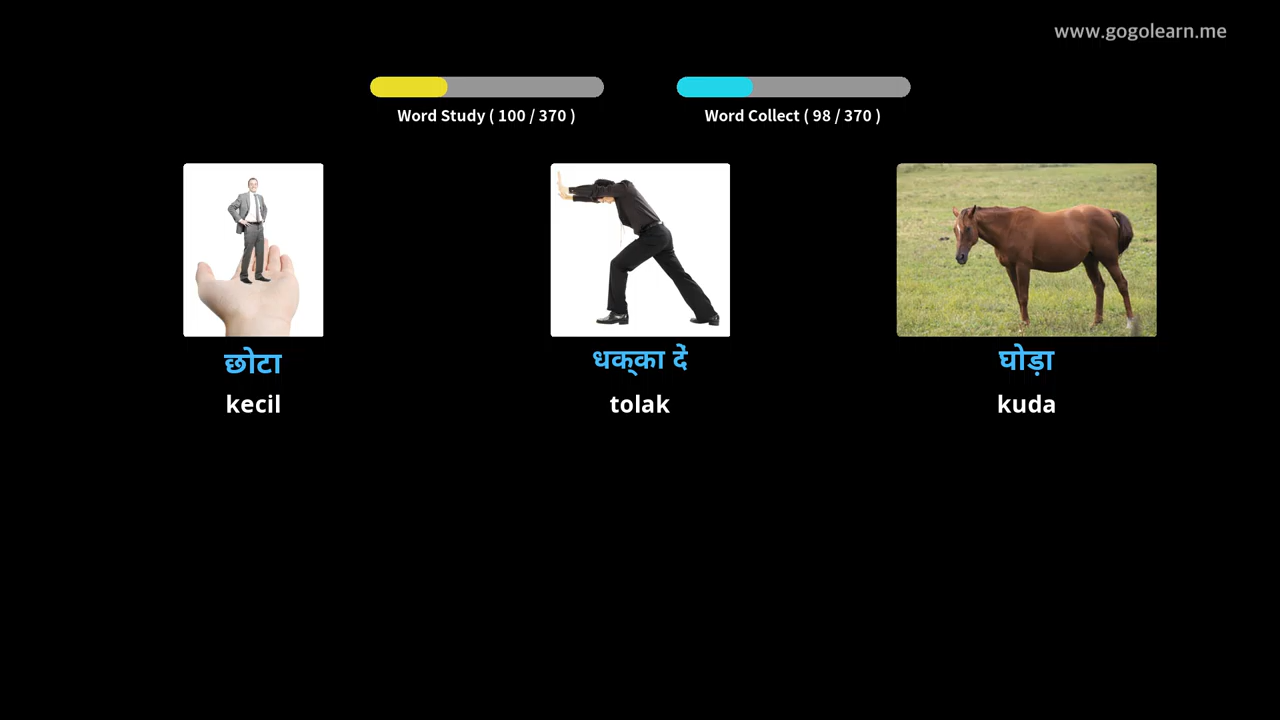 www.gogolearn.me
Word Study ( 100 / 370 )
Word Collect ( 98 / 370 )
छोटा
धक्‍का दें
घोड़ा
kecil
tolak
kuda